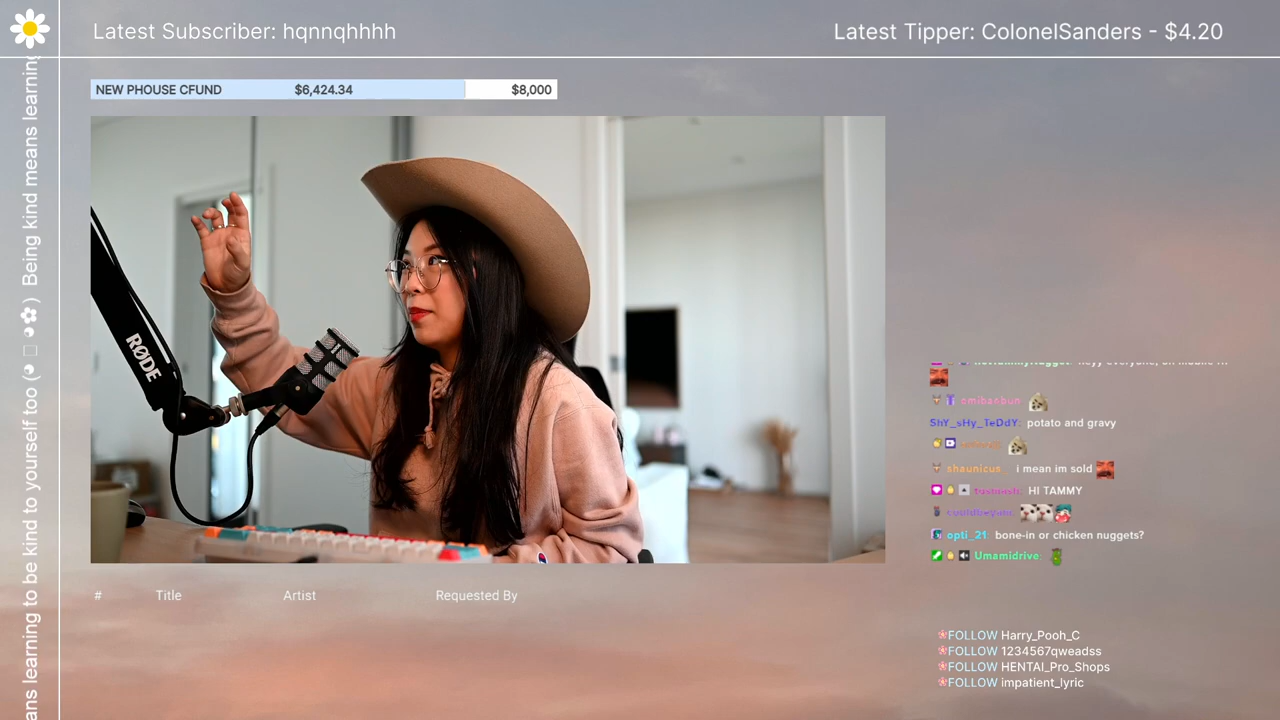 Latest Subscriber: hqnnqhhhh
Latest Tipper: ColonelSanders - $4.20
NEW PHOUSE CFUND $6,424.34 $8,000
Being kind means learning
ans learning to be kind to yourself too
RØDE
ShY_sHy_TeDdY: potato and gravy
shaunicus i mean im sold
HI TAMMY
opti_21: bone-in or chicken nuggets?
Umamidrive:
# Title Artist Requested By
FOLLOW Harry_Pooh_C
FOLLOW 1234567qweadss
FOLLOW HENTAI_Pro_Shops
FOLLOW impatient_lyric